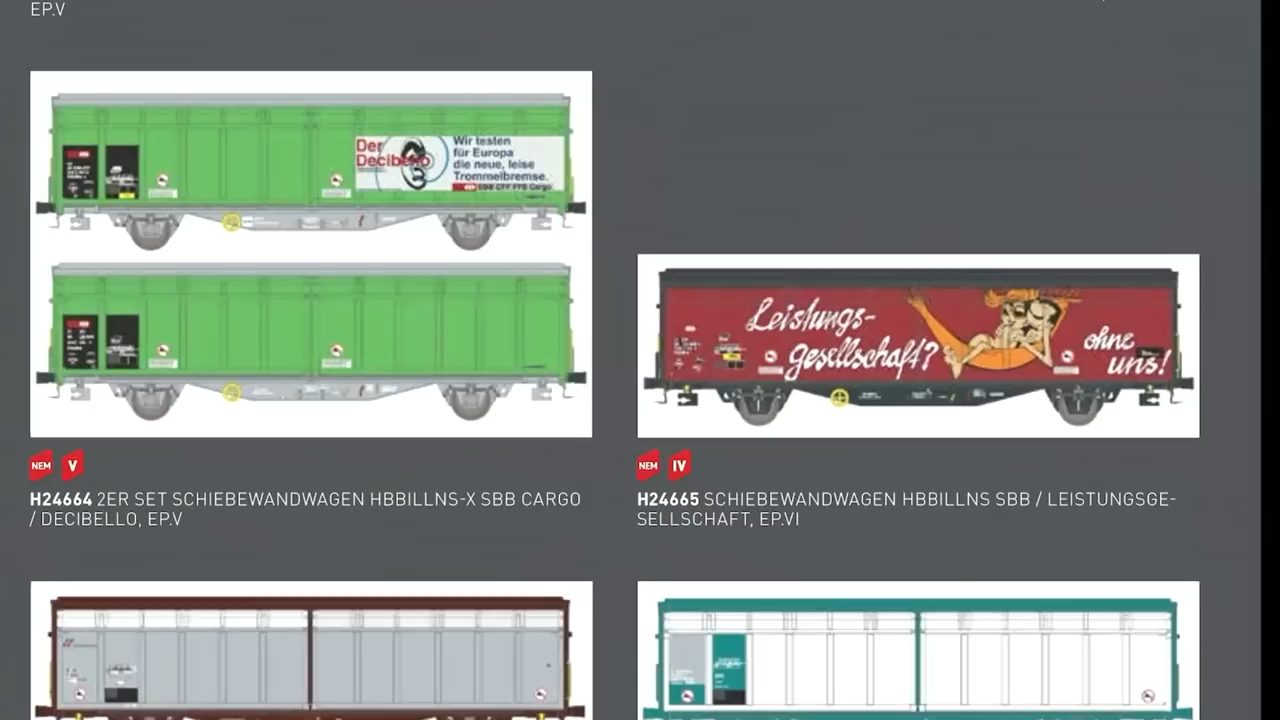 EP.V
Der
Decibello
Wir testen
für Europa
die neue, leise
Trommelbremse.
SBB CFF FFS Cargo
Leistungs-
gesellschaft?
ohne
uns!
NEM V
H24664 2ER SET SCHIEBEWANDWAGEN HBBILLNS-X SBB CARGO
/ DECIBELLO, EP.V
NEM IV
H24665 SCHIEBEWANDWAGEN HBBILLNS SBB / LEISTUNGSGE-
SELLSCHAFT, EP.VI